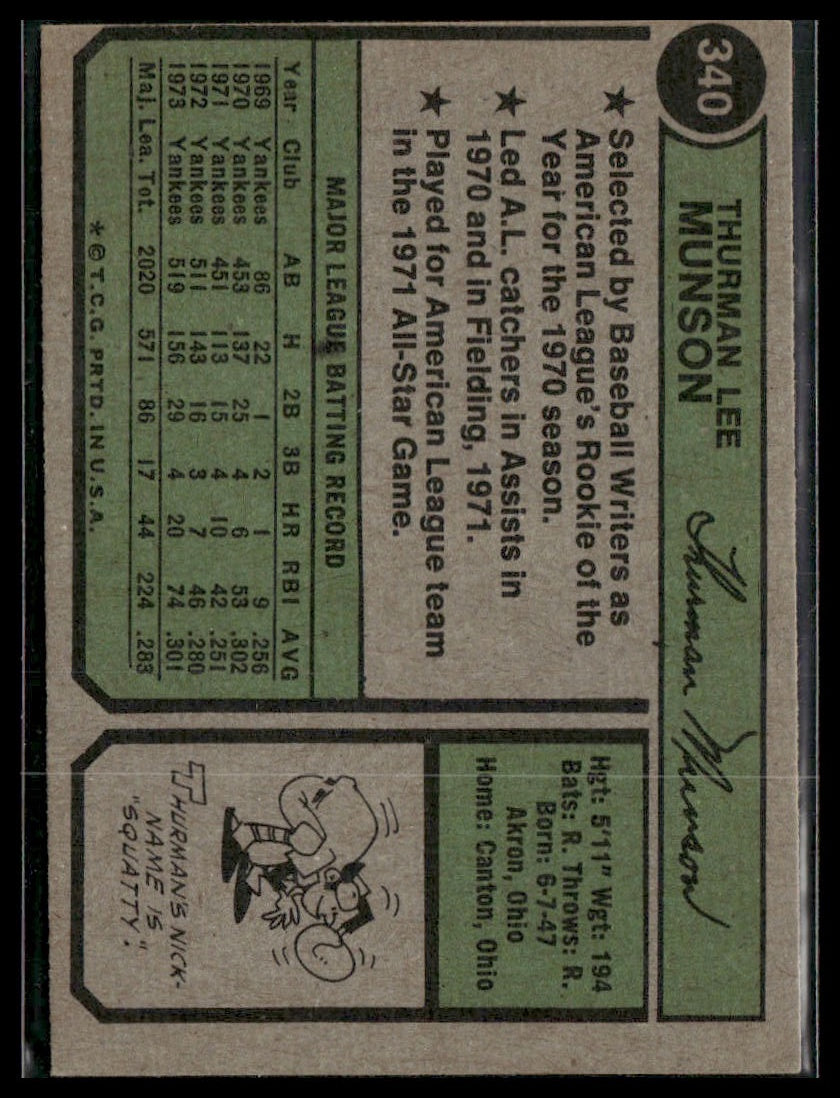 340
THURMAN LEE
MUNSON
Thurman Munson
★ Selected by Baseball Writers as
American League's Rookie of the
Year for the 1970 season.
★ Led A.L. catchers in Assists in
1970 and in Fielding, 1971.
★ Played for American League team
in the 1971 All-Star Game.
MAJOR LEAGUE BATTING RECORD
Year Club AB H 2B 3B HR RBI AVG
1969 Yankees 86 22 1 2 1 9 .256
1970 Yankees 453 137 25 4 6 53 .302
1971 Yankees 451 113 15 4 10 42 .251
1972 Yankees 511 143 16 3 7 46 .280
1973 Yankees 519 156 29 4 20 74 .301
Maj. Lea. Tot. 2020 571 86 17 44 224 .283
*© T.C.G. PRTD. IN U.S.A.
Hgt: 5'11" Wgt: 194
Bats: R. Throws: R.
Born: 6-7-47
Akron, Ohio
Home: Canton, Ohio
THURMAN'S NICK-
NAME IS
"SQUATTY."